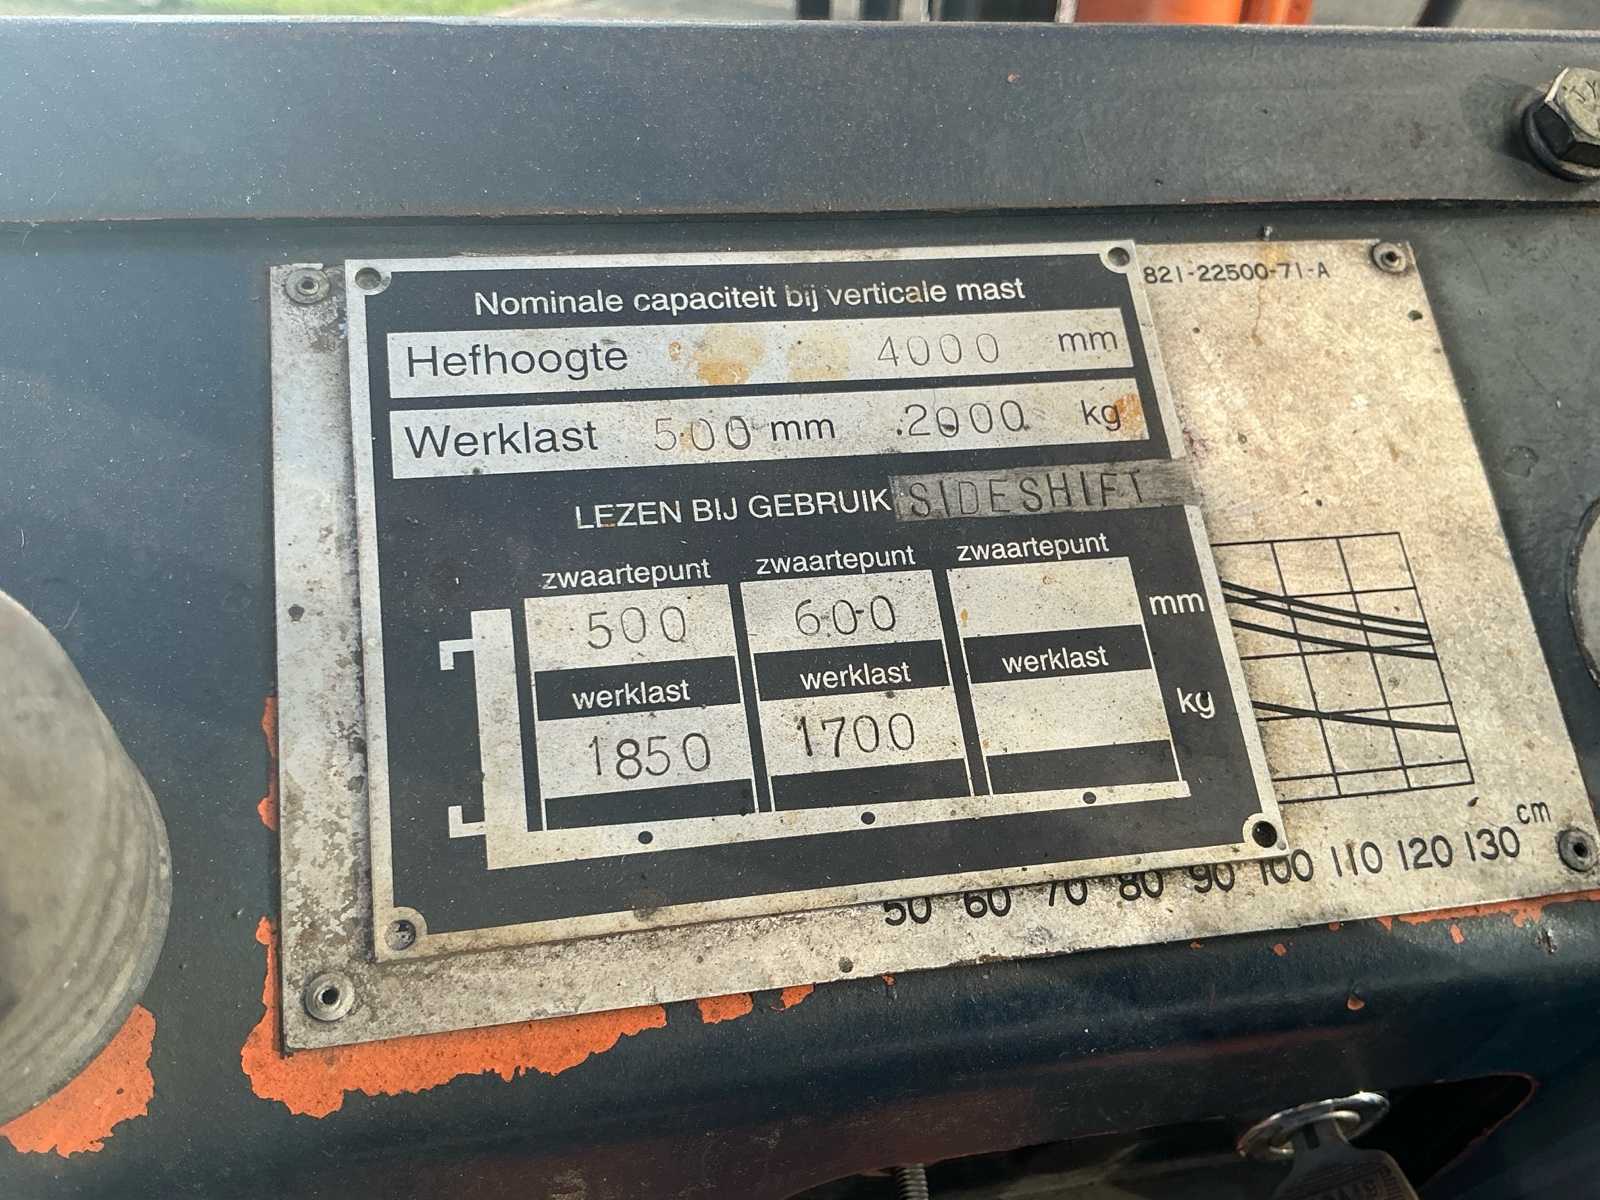 821-22500-71-A
Nominale capaciteit bij verticale mast
Hefhoogte 4000 mm
Werklast 500 mm 2000 kg
LEZEN BIJ GEBRUIK SIDESHIFT
zwaartepunt zwaartepunt zwaartepunt
500 600 mm
werklast werklast werklast
1850 1700 kg
50 60 70 80 90 100 110 120 130 cm